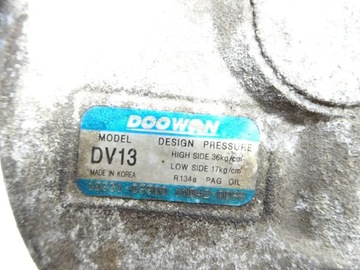 DOOWON
MODEL DESIGN PRESSURE
DV13 HIGH SIDE 36kg/cm²
LOW SIDE 17kg/cm²
MADE IN KOREA R134a PAG OIL